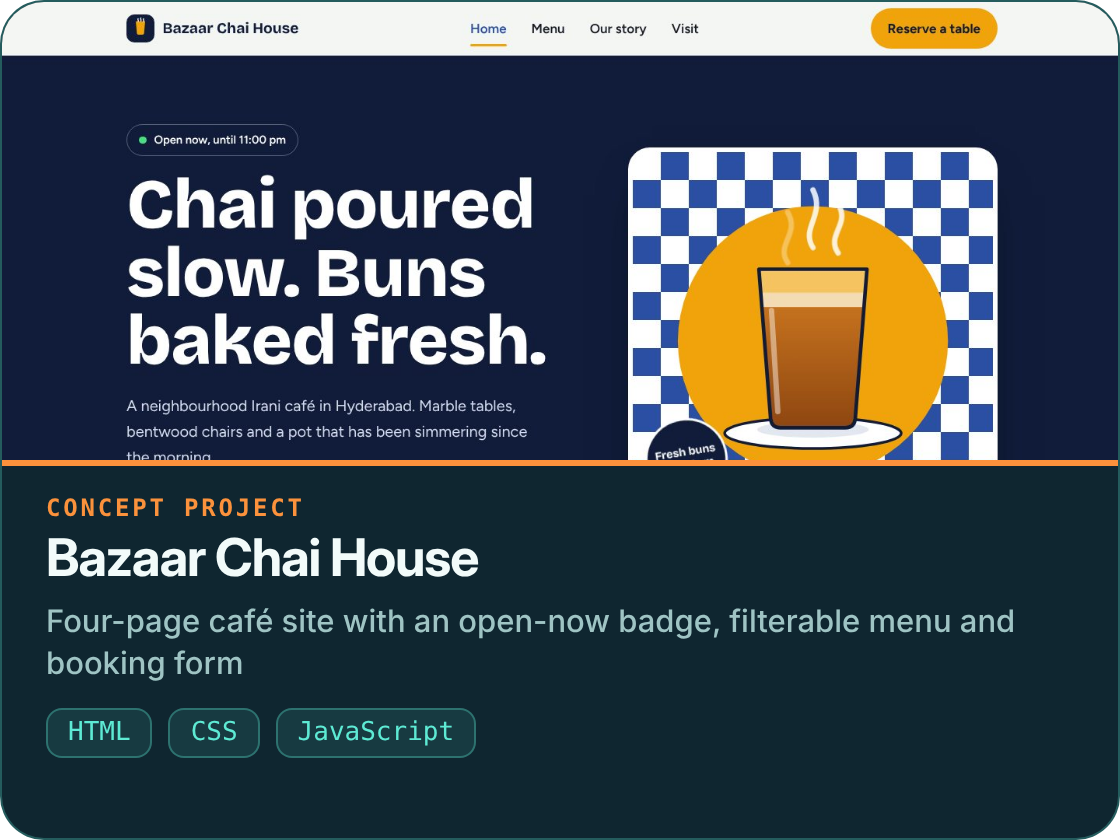 Bazaar Chai House
Home
Menu
Our story
Visit
Reserve a table
Open now, until 11:00 pm
Chai poured
slow. Buns
baked fresh.
A neighbourhood Irani café in Hyderabad. Marble tables,
bentwood chairs and a pot that has been simmering since
the morning
Fresh buns
CONCEPT PROJECT
Bazaar Chai House
Four-page café site with an open-now badge, filterable menu and
booking form
HTML
CSS
JavaScript